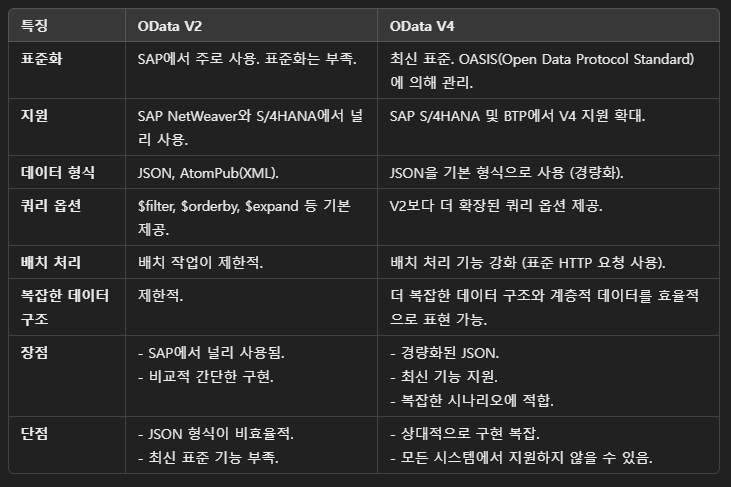 특징 OData V2 OData V4
표준화 SAP에서 주로 사용. 표준화는 부족. 최신 표준. OASIS(Open Data Protocol Standard)
에 의해 관리.
지원 SAP NetWeaver와 S/4HANA에서 널 SAP S/4HANA 및 BTP에서 V4 지원 확대.
리 사용.
데이터 형식 JSON, AtomPub(XML). JSON을 기본 형식으로 사용 (경량화).
쿼리 옵션 $filter, $orderby, $expand 등 기본 V2보다 더 확장된 쿼리 옵션 제공.
제공.
배치 처리 배치 작업이 제한적. 배치 처리 기능 강화 (표준 HTTP 요청 사용).
복잡한 데이터 제한적. 더 복잡한 데이터 구조와 계층적 데이터를 효율적
구조 으로 표현 가능.
장점 - SAP에서 널리 사용됨. - 경량화된 JSON.
- 비교적 간단한 구현. - 최신 기능 지원.
- 복잡한 시나리오에 적합.
단점 - JSON 형식이 비효율적. - 상대적으로 구현 복잡.
- 최신 표준 기능 부족. - 모든 시스템에서 지원하지 않을 수 있음.